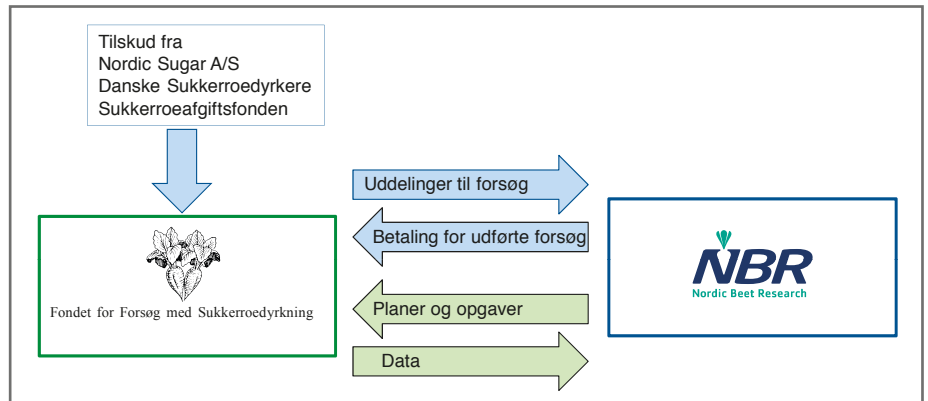 Tilskud fra
Nordic Sugar A/S
Danske Sukkerroedyrkere
Sukkerroeafgiftsfonden
Uddelinger til forsøg
Betaling for udførte forsøg
Fondet for Forsøg med Sukkerroedyrkning
NBR
Nordic Beet Research
Planer og opgaver
Data